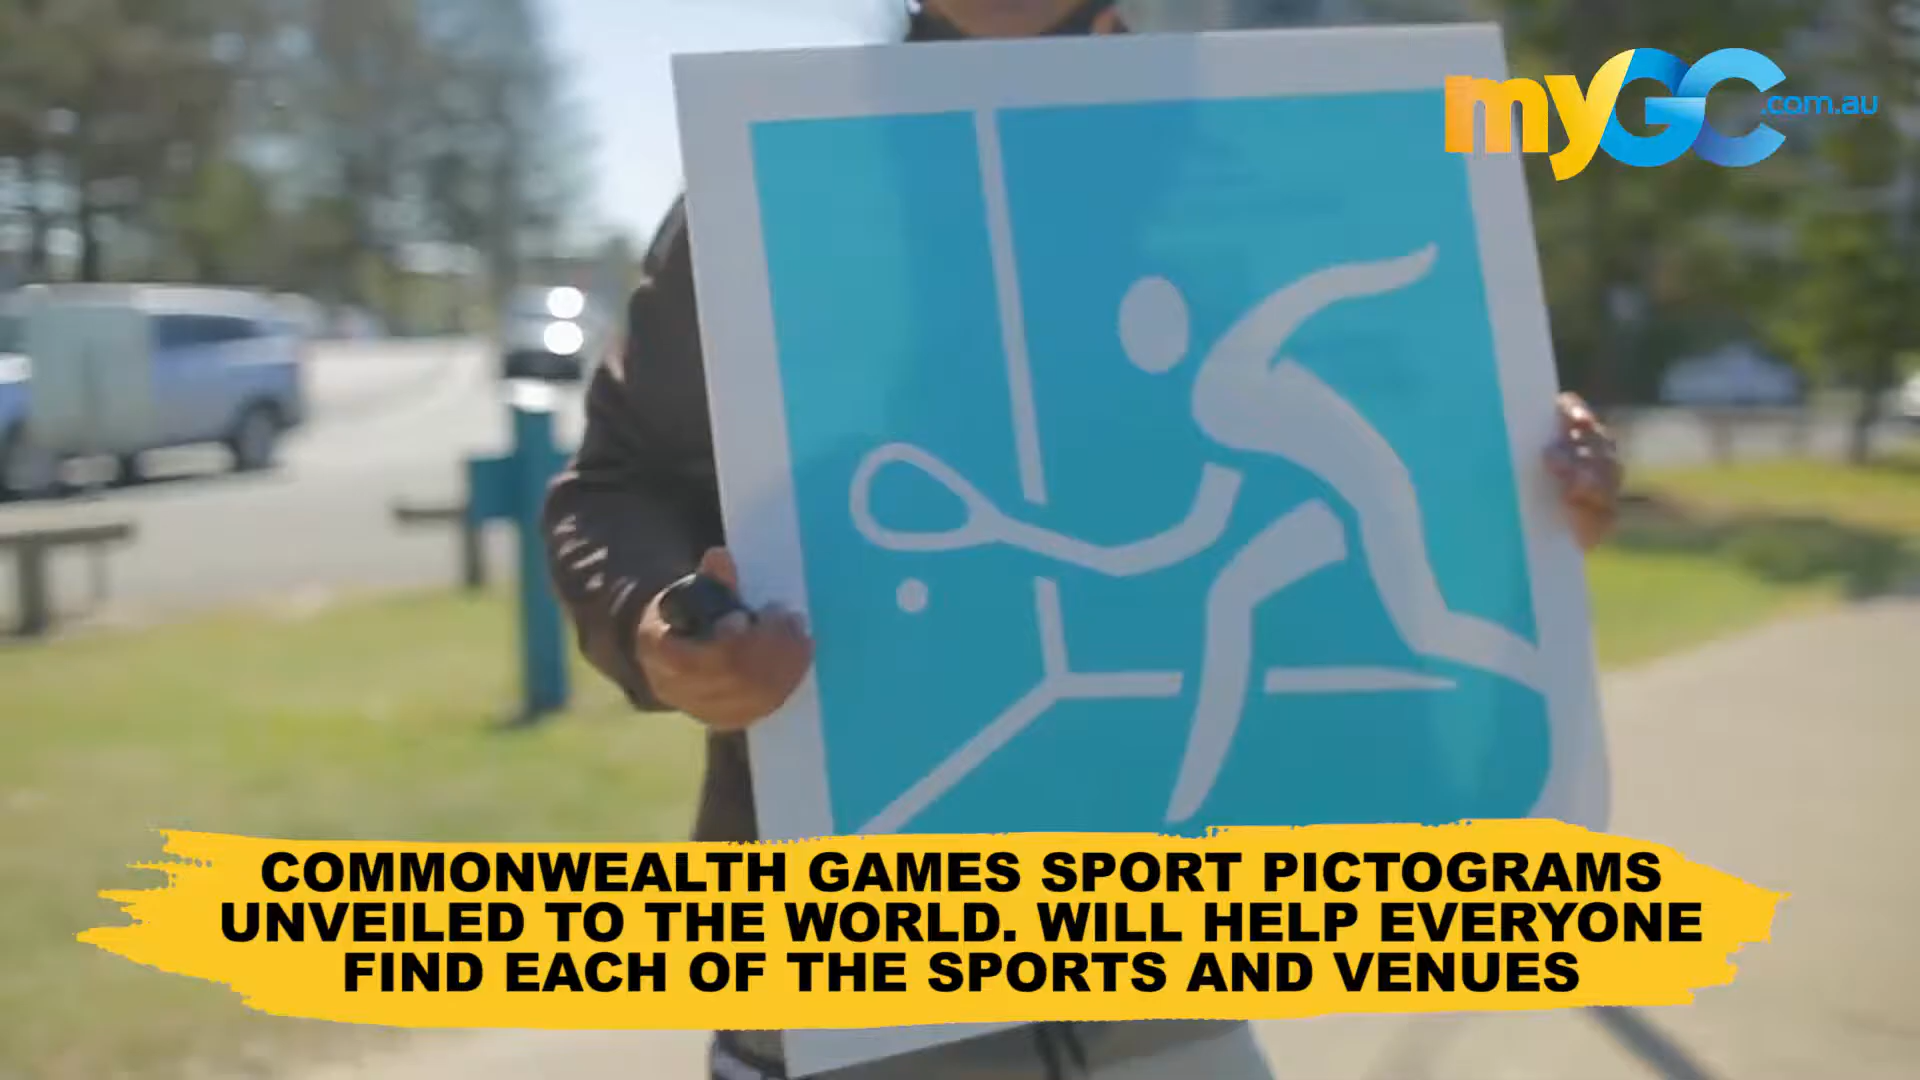 myGC.com.au
COMMONWEALTH GAMES SPORT PICTOGRAMS
UNVEILED TO THE WORLD. WILL HELP EVERYONE
FIND EACH OF THE SPORTS AND VENUES